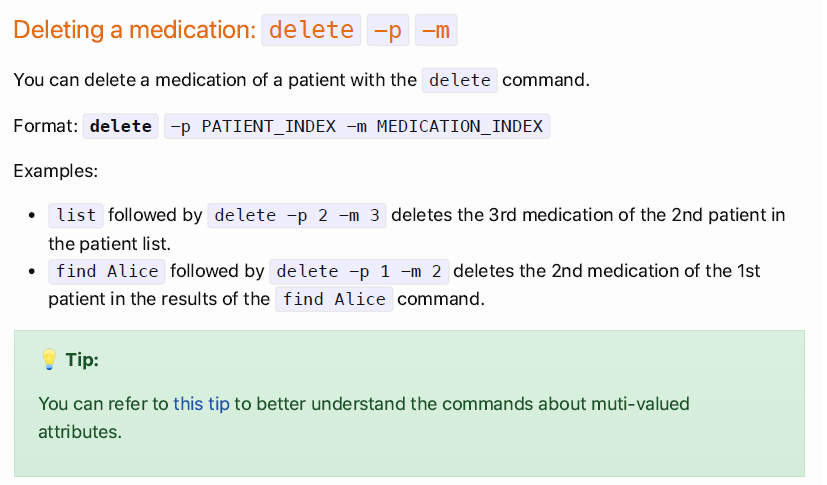 Deleting a medication: delete –p –m
You can delete a medication of a patient with the delete command.
Format: delete –p PATIENT_INDEX –m MEDICATION_INDEX
Examples:
• list followed by delete –p 2 –m 3 deletes the 3rd medication of the 2nd patient in
the patient list.
• find Alice followed by delete –p 1 –m 2 deletes the 2nd medication of the 1st
patient in the results of the find Alice command.
💡 Tip:
You can refer to this tip to better understand the commands about muti-valued
attributes.